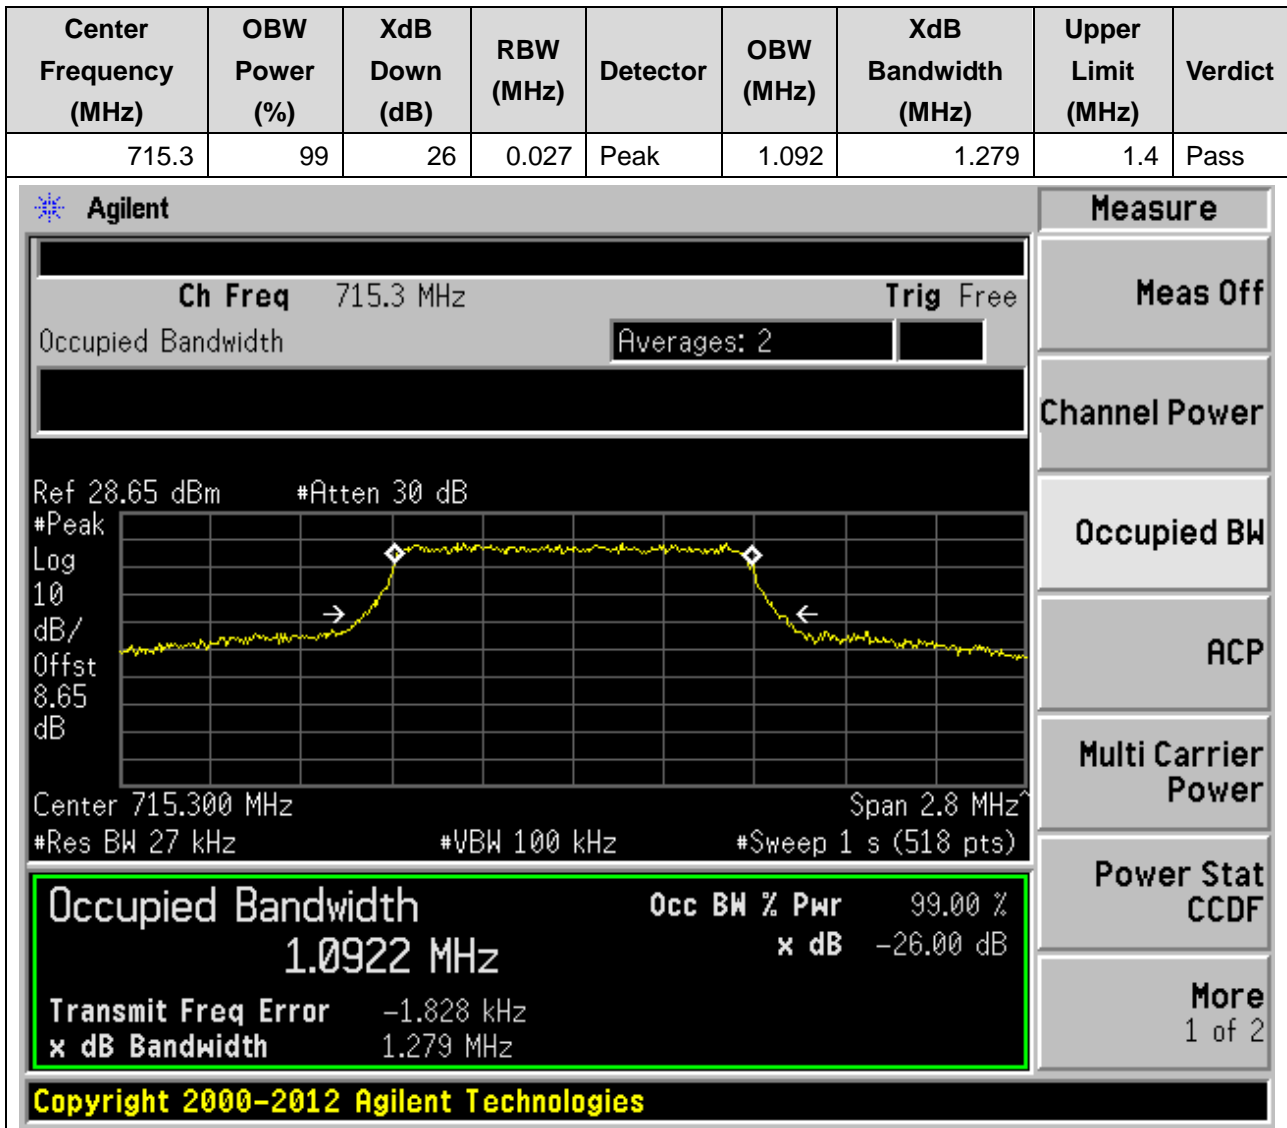 Center Frequency (MHz) OBW Power (%) XdB Down (dB) RBW (MHz) Detector OBW (MHz) XdB Bandwidth (MHz) Upper Limit (MHz) Verdict
715.3 99 26 0.027 Peak 1.092 1.279 1.4 Pass
Agilent
Measure
Ch Freq 715.3 MHz Trig Free
Meas Off
Occupied Bandwidth Averages: 2
Channel Power
Ref 28.65 dBm #Atten 30 dB
#Peak
Log
10
dB/
Offst
8.65
dB
Occupied BW
ACP
Multi Carrier
Power
Center 715.300 MHz Span 2.8 MHz^
#Res BW 27 kHz #VBW 100 kHz #Sweep 1 s (518 pts)
Power Stat
CCDF
Occupied Bandwidth Occ BW % Pwr 99.00 %
1.0922 MHz x dB -26.00 dB
Transmit Freq Error -1.828 kHz
x dB Bandwidth 1.279 MHz
More
1 of 2
Copyright 2000-2012 Agilent Technologies